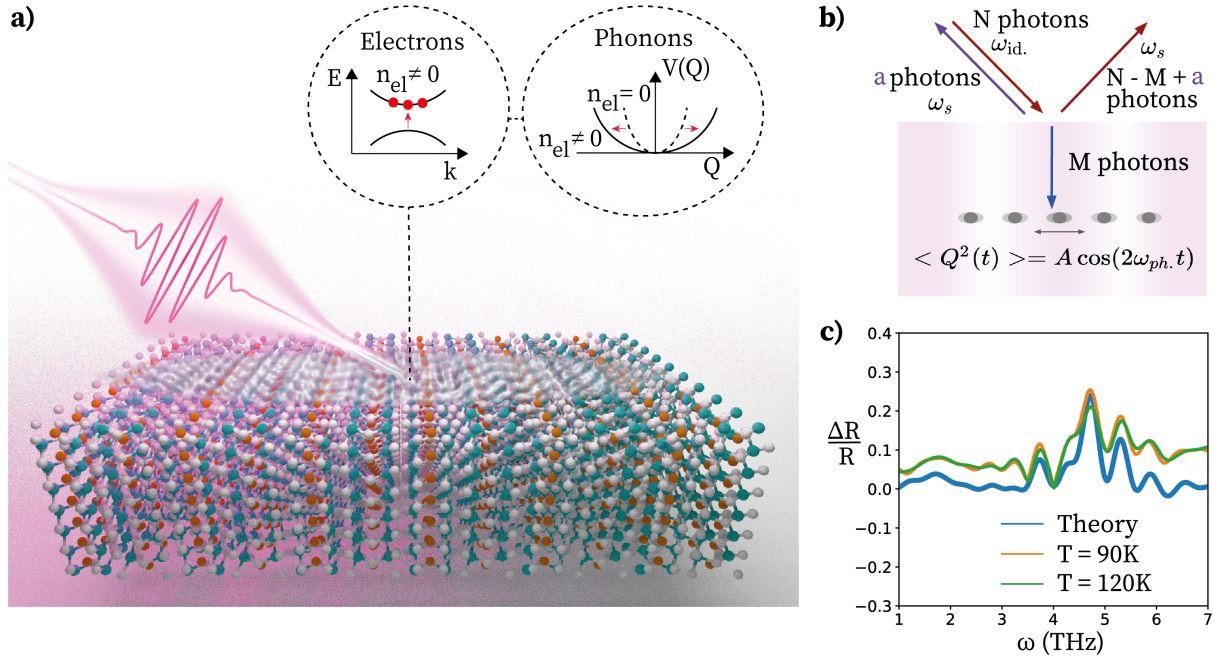 a)
Electrons
E
n_el ≠ 0
k
Phonons
V(Q)
n_el = 0
n_el ≠ 0
Q
b)
N photons
ω_id.
a photons
ω_s
ω_s
N - M + a
photons
M photons
< Q²(t) >= A cos(2ω_ph. t)
c)
ΔR
R
0.4
0.3
0.2
0.1
0.0
−0.1
−0.2
−0.3
Theory
T = 90K
T = 120K
1 2 3 4 5 6 7
ω (THz)